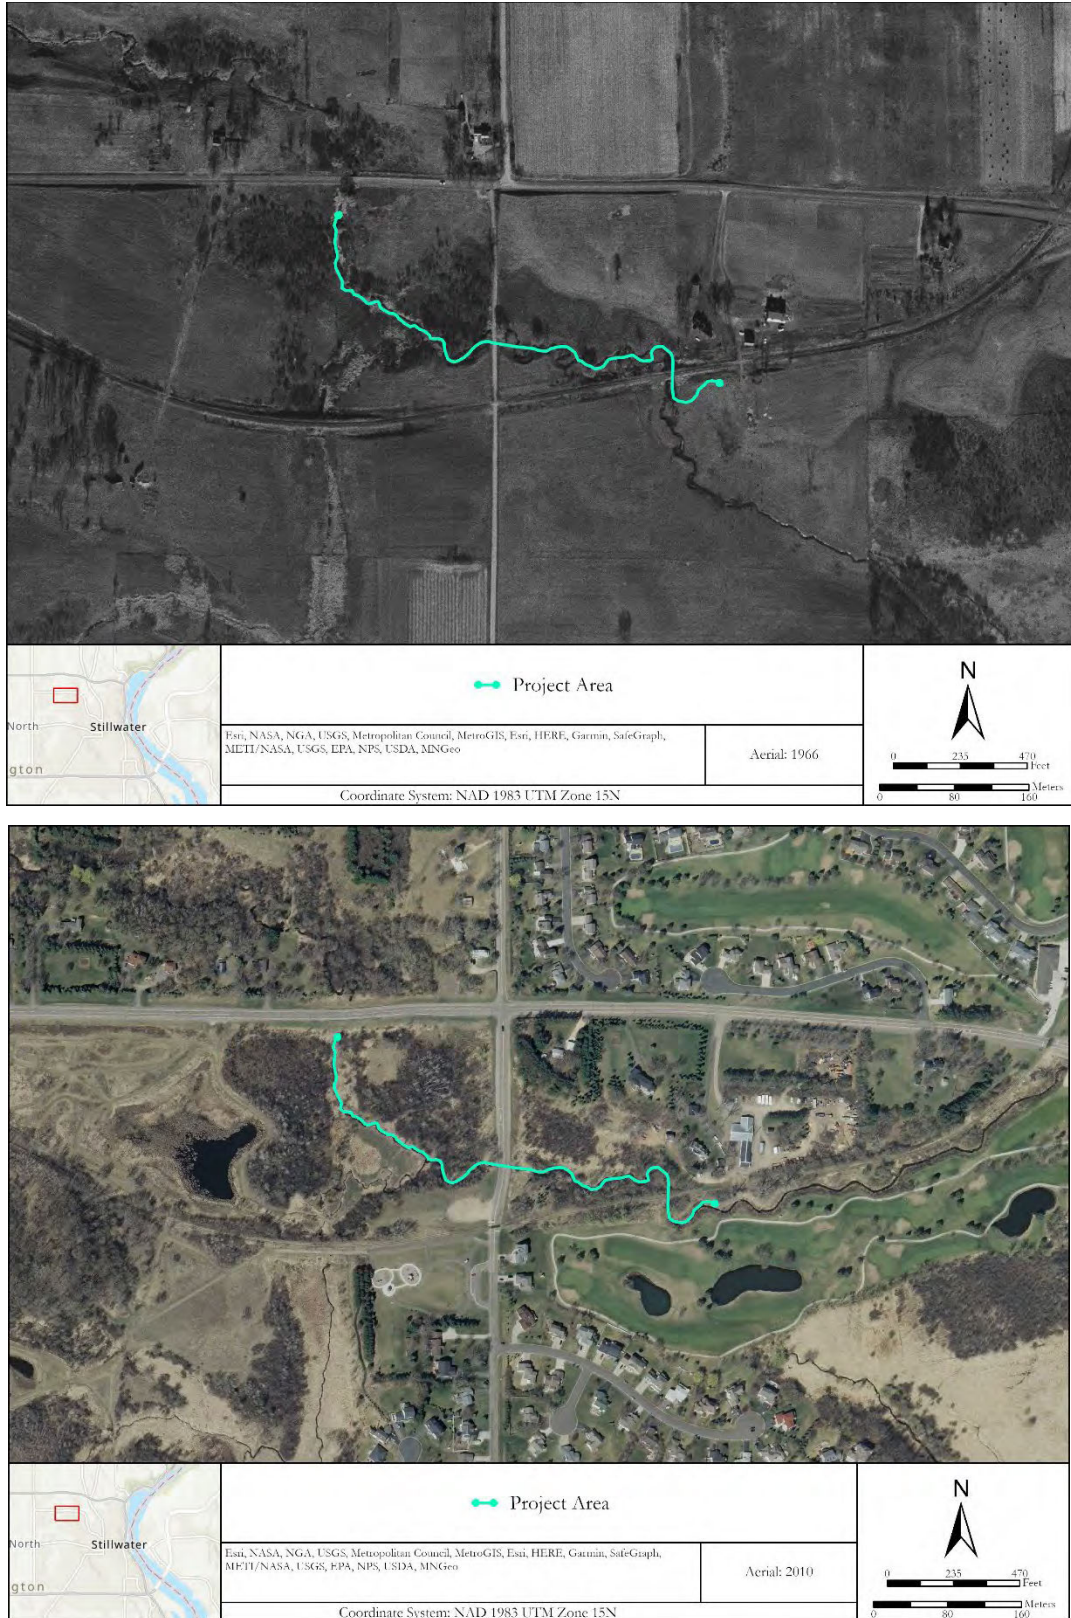 North
Stillwater
gton
Project Area
Esri, NASA, NGA, USGS, Metropolitan Council, MetroGIS, Esri, HERE, Garmin, SafeGraph,
METI/NASA, USGS, EPA, NPS, USDA, MNGeo
Aerial: 1966
Coordinate System: NAD 1983 UTM Zone 15N
N
0 235 470
Feet
Meters
0 80 160
North
Stillwater
gton
Project Area
Esri, NASA, NGA, USGS, Metropolitan Council, MetroGIS, Esri, HERE, Garmin, SafeGraph,
METI/NASA, USGS, EPA, NPS, USDA, MNGeo
Aerial: 2010
Coordinate System: NAD 1983 UTM Zone 15N
N
0 235 470
Feet
Meters
0 80 160